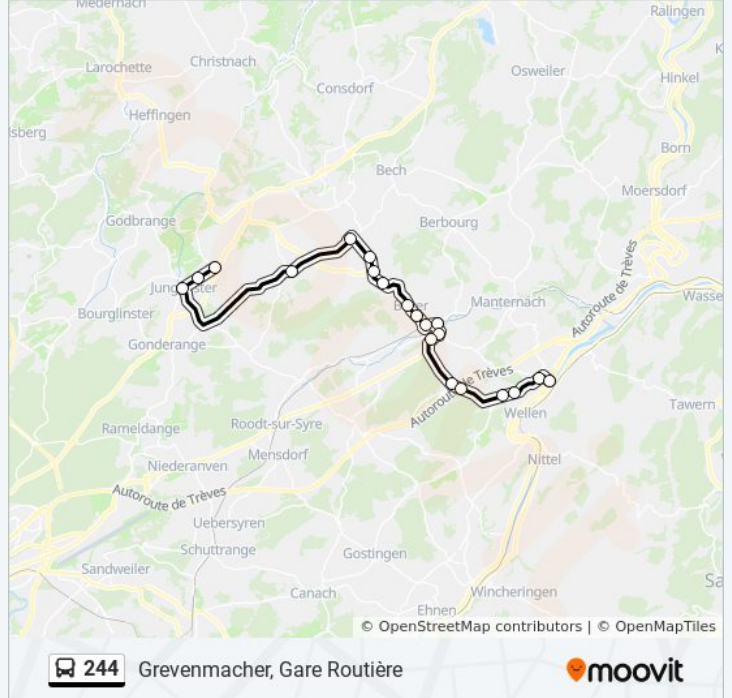 Medernach
Ralingen
Larochette
Christnach
Osweiler
Hinkel
Consdorf
Heffingen
lsberg
Born
Bech
Moersdorf
Godbrange
Berbourg
Autoroute de Trèves
Wasse
Manternach
Bourglinster
Gonderange
Autoroute de Trèves
Tawern
Wellen
Rameldange
Roodt-sur-Syre
Mensdorf
Nittel
Niederanven
Autoroute de Trèves
Uebersyren
Schuttrange
Gostingen
Sandweiler
Canach
Wincheringen
Ehnen
© OpenStreetMap contributors | © OpenMapTiles
244 Grevenmacher, Gare Routière
moovit